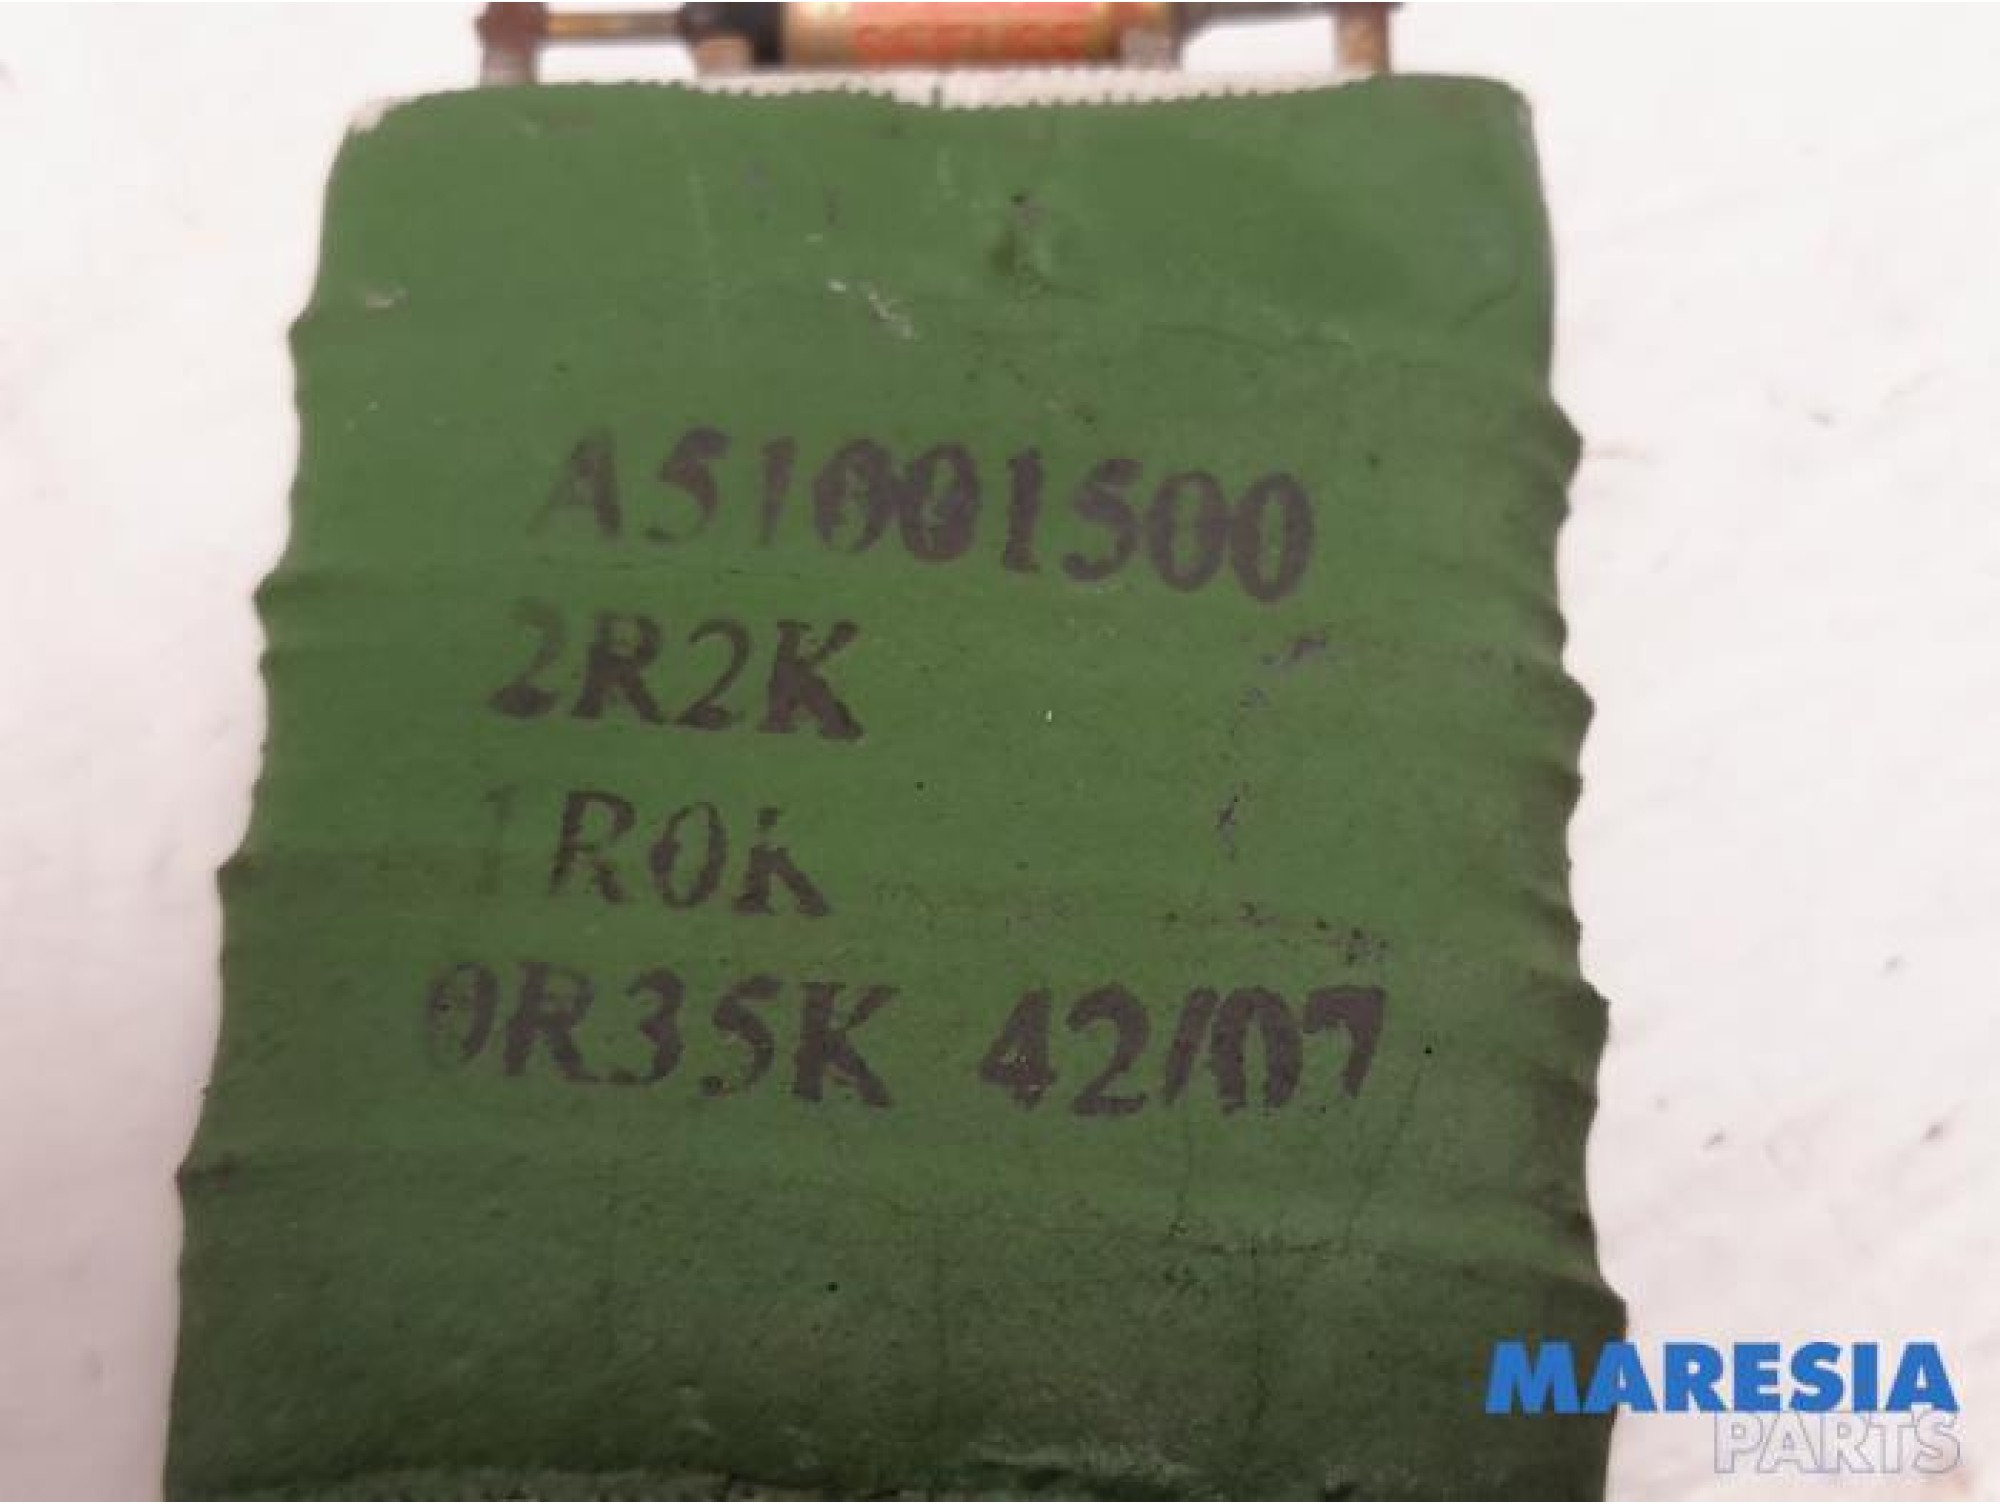 A51001500
2R2K
1R0K
0R35K 42/07
MARESIA
PARTS